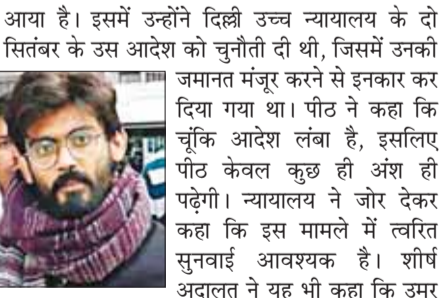 आया है। इसमें उन्होंने दिल्ली उच्च न्यायालय के दो
सितंबर के उस आदेश को चुनौती दी थी, जिसमें उनकी
जमानत मंजूर करने से इनकार कर
दिया गया था। पीठ ने कहा कि
चूंकि आदेश लंबा है, इसलिए
पीठ केवल कुछ ही अंश ही
पढ़ेगी। न्यायालय ने जोर देकर
कहा कि इस मामले में त्वरित
सुनवाई आवश्यक है। शीर्ष
अदालत ने यह भी कहा कि उमर